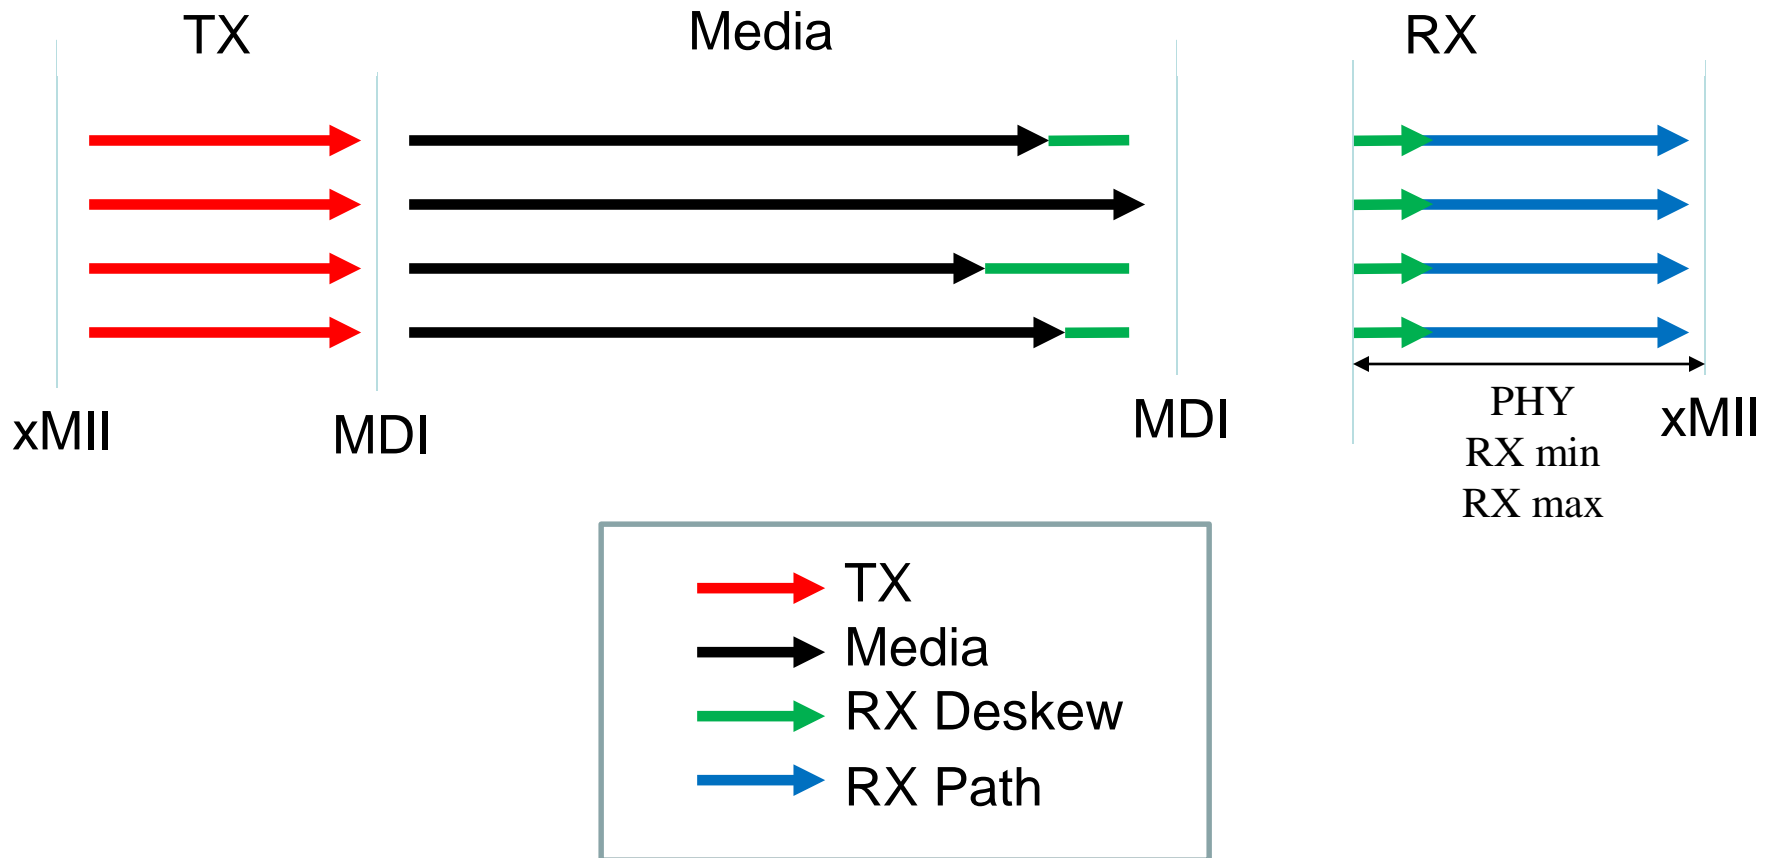 TX
Media
RX
xMII
MDI
MDI
PHY
RX min
RX max
xMII
TX
Media
RX Deskew
RX Path